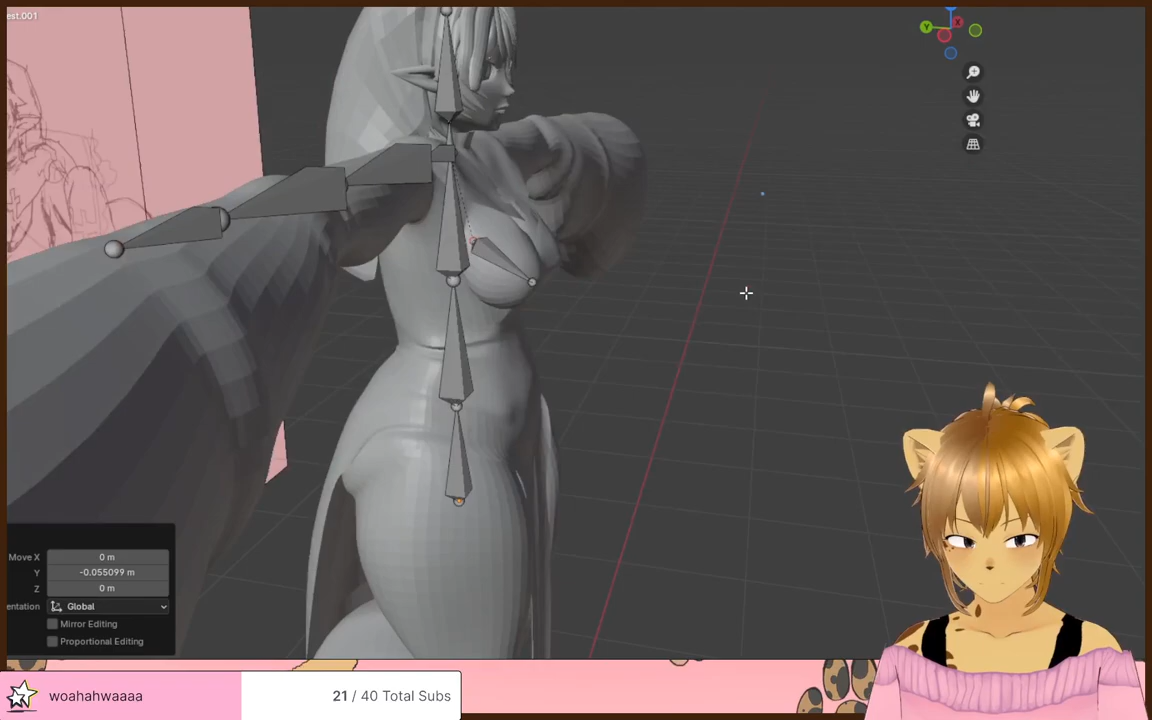 est.001
Y
X
Move X
0 m
Y
-0.055099 m
Z
0 m
entation
Global
Mirror Editing
Proportional Editing
woahahwaaaa
21 / 40 Total Subs